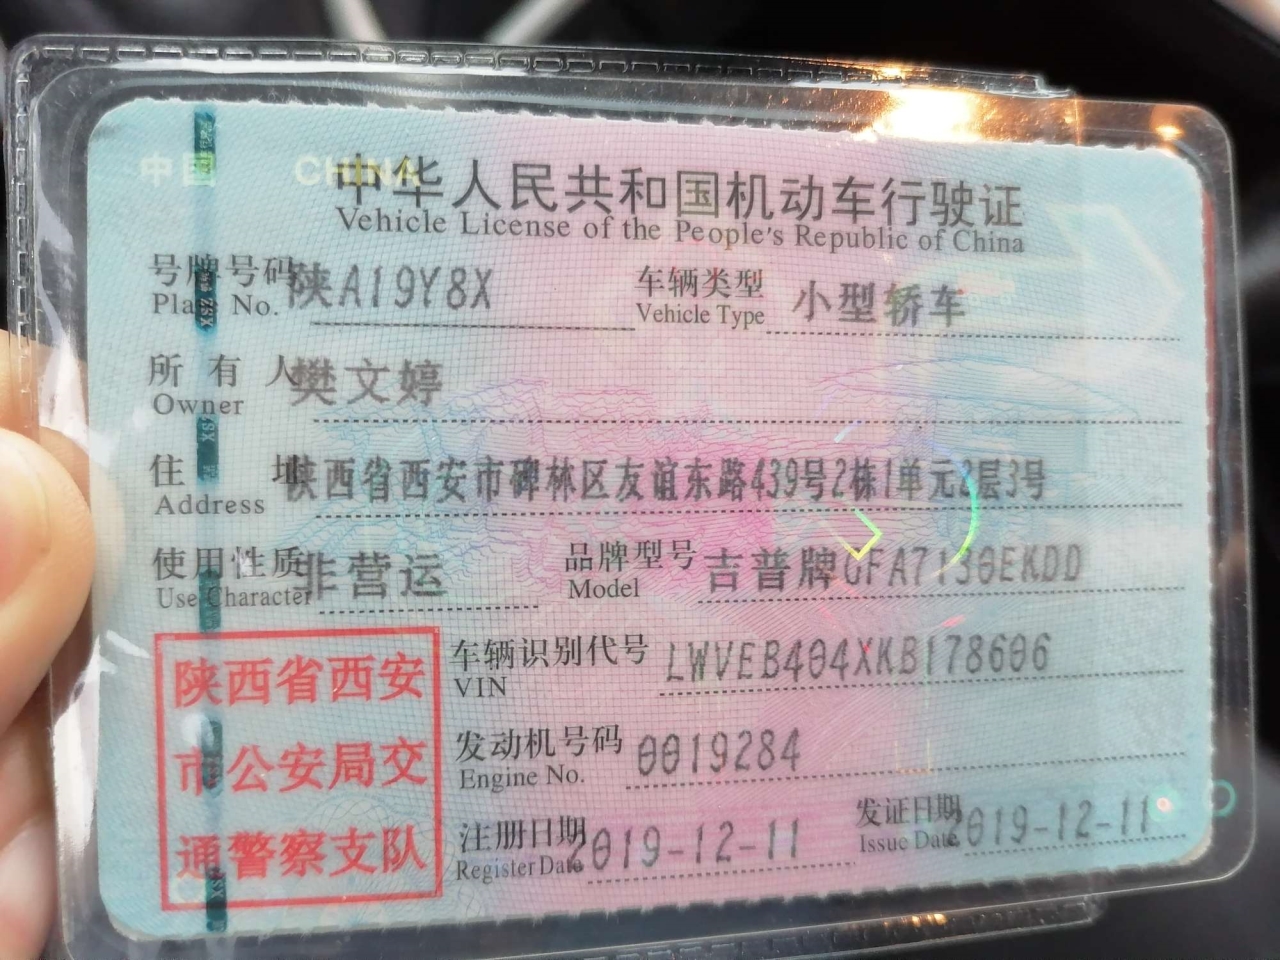 中国 CHINA
中华人民共和国机动车行驶证
Vehicle License of the People's Republic of China
号牌号码 陕A19Y8X 车辆类型 小型轿车
Plate No. Vehicle Type
所有人 樊文婷
Owner
住址 陕西省西安市碑林区友谊东路439号2栋1单元2层3号
Address
使用性质 非营运 品牌型号 吉普牌GFA7130EKDD
Use Character Model
陕西省西安
市公安局交
通警察支队
车辆识别代号 LWVEB404XKB178606
VIN
发动机号码 0019284
Engine No.
注册日期 2019-12-11 发证日期 2019-12-11
Register Date Issue Date